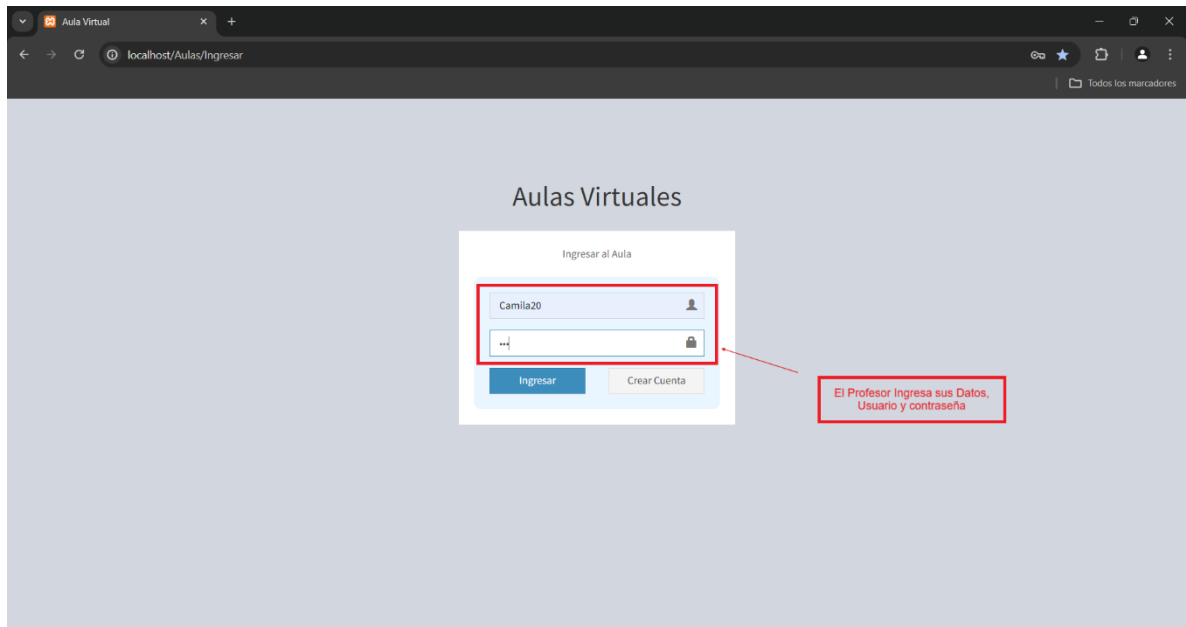 Aula Virtual
localhost/Aulas/Ingresar
Todos los marcadores
Aulas Virtuales
Ingresar al Aula
Camila20
Ingresar
Crear Cuenta
El Profesor Ingresa sus Datos,
Usuario y contraseña